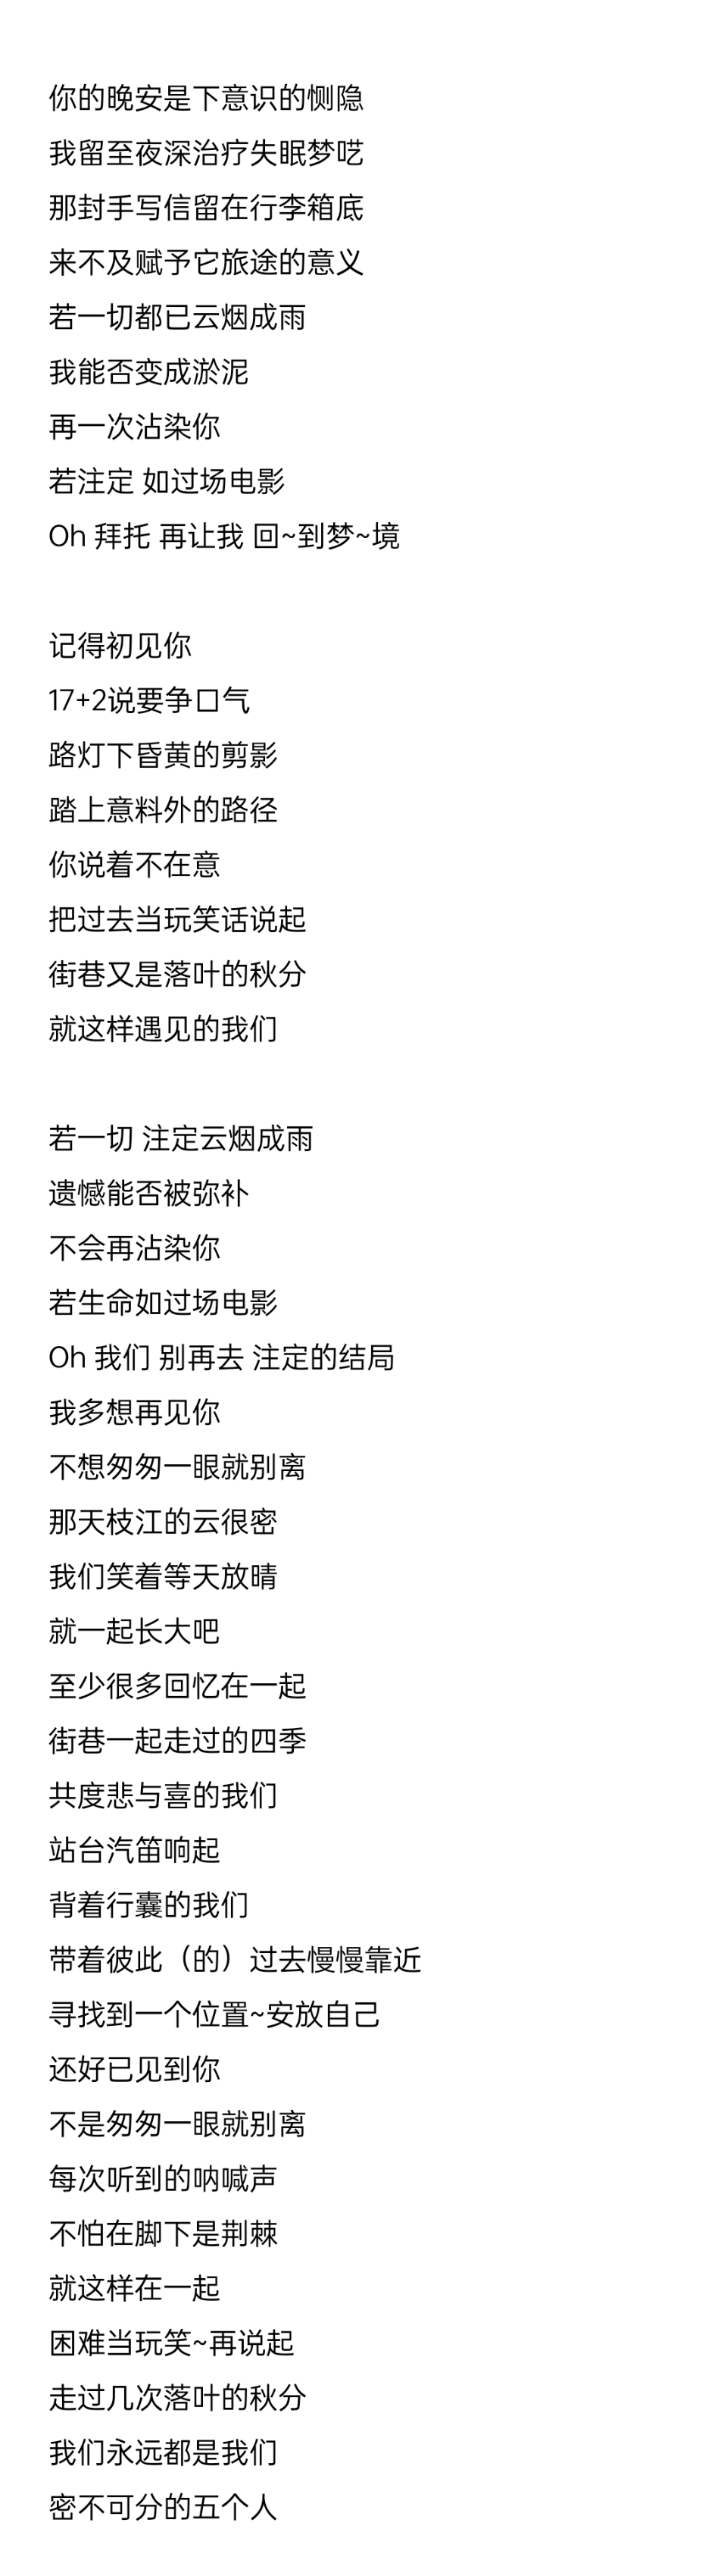 你的晚安是下意识的恻隐
我留至夜深治疗失眠梦呓
那封手写信留在行李箱底
来不及赋予它旅途的意义
若一切都已云烟成雨
我能否变成淤泥
再一次沾染你
若注定 如过场电影
Oh 拜托 再让我 回~到梦~境
记得初见你
17+2说要争口气
路灯下昏黄的剪影
踏上意料外的路径
你说着不在意
把过去当玩笑话说起
街巷又是落叶的秋分
就这样遇见的我们
若一切 注定云烟成雨
遗憾能否被弥补
不会再沾染你
若生命如过场电影
Oh 我们 别再去 注定的结局
我多想再见你
不想匆匆一眼就别离
那天枝江的云很密
我们笑着等天放晴
就一起长大吧
至少很多回忆在一起
街巷一起走过的四季
共度悲与喜的我们
站台汽笛响起
背着行囊的我们
带着彼此（的）过去慢慢靠近
寻找到一个位置~安放自己
还好已见到你
不是匆匆一眼就别离
每次听到的呐喊声
不怕在脚下是荆棘
就这样在一起
困难当玩笑~再说起
走过几次落叶的秋分
我们永远都是我们
密不可分的五个人